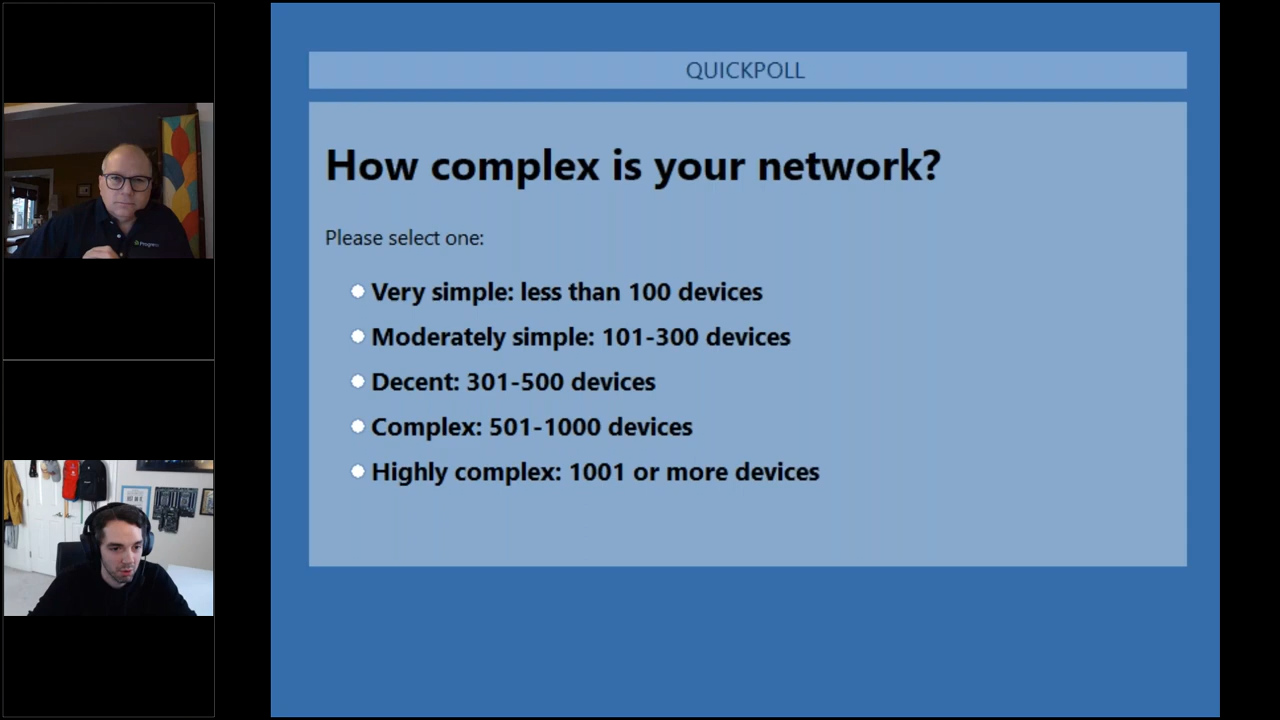 QUICKPOLL
How complex is your network?
Please select one:
Very simple: less than 100 devices
Moderately simple: 101-300 devices
Decent: 301-500 devices
Complex: 501-1000 devices
Highly complex: 1001 or more devices